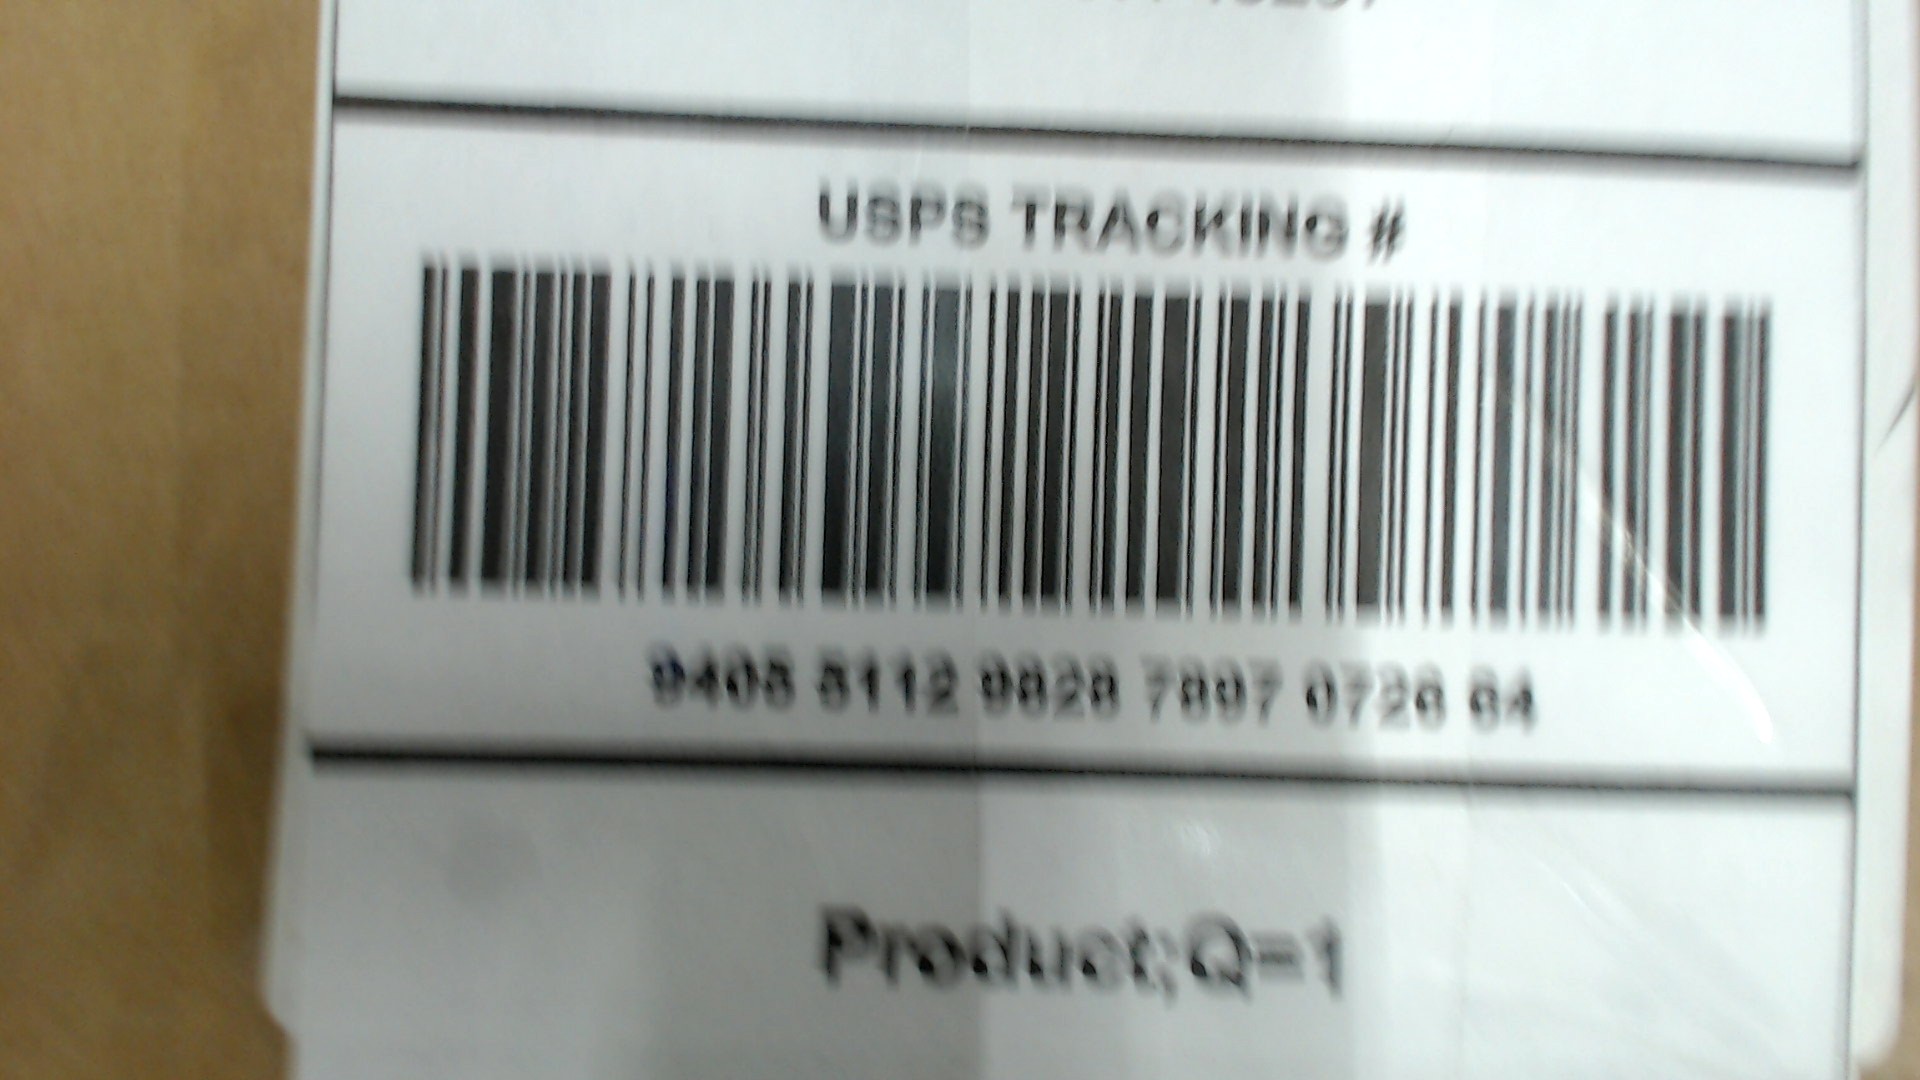 USPS TRACKING #
9405 5112 9828 7897 0726 64
Product;Q=1